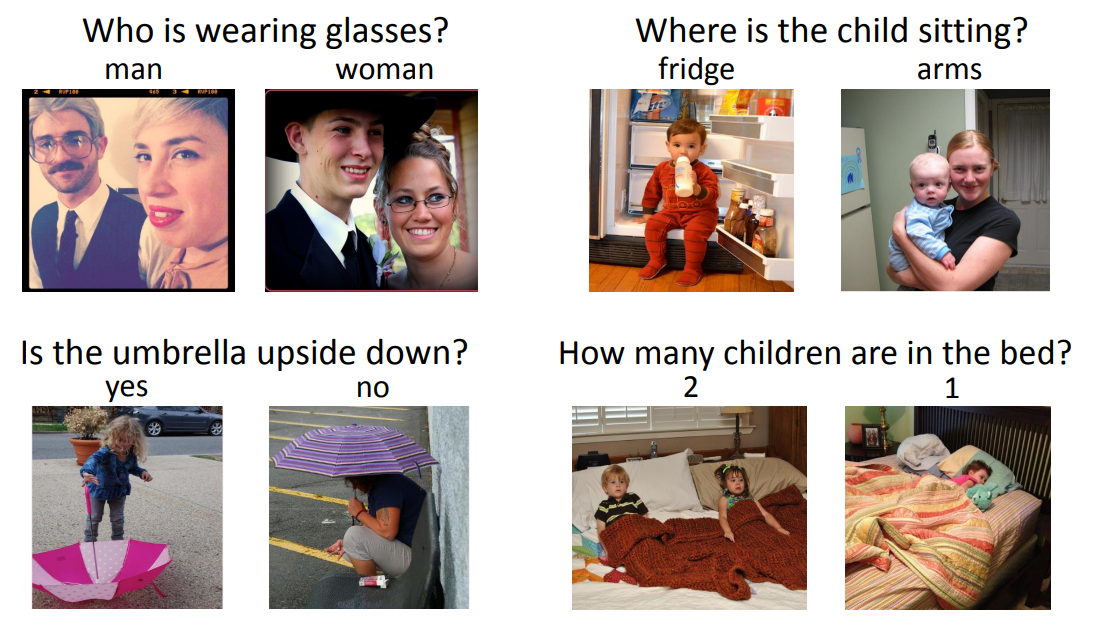 Who is wearing glasses?
man
woman
Where is the child sitting?
fridge
arms
Is the umbrella upside down?
yes
no
How many children are in the bed?
2
1